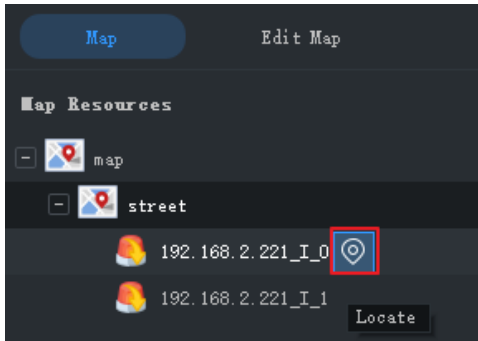 Map Edit Map
Map Resources
map
street
192.168.2.221_I_0
192.168.2.221_I_1
Locate